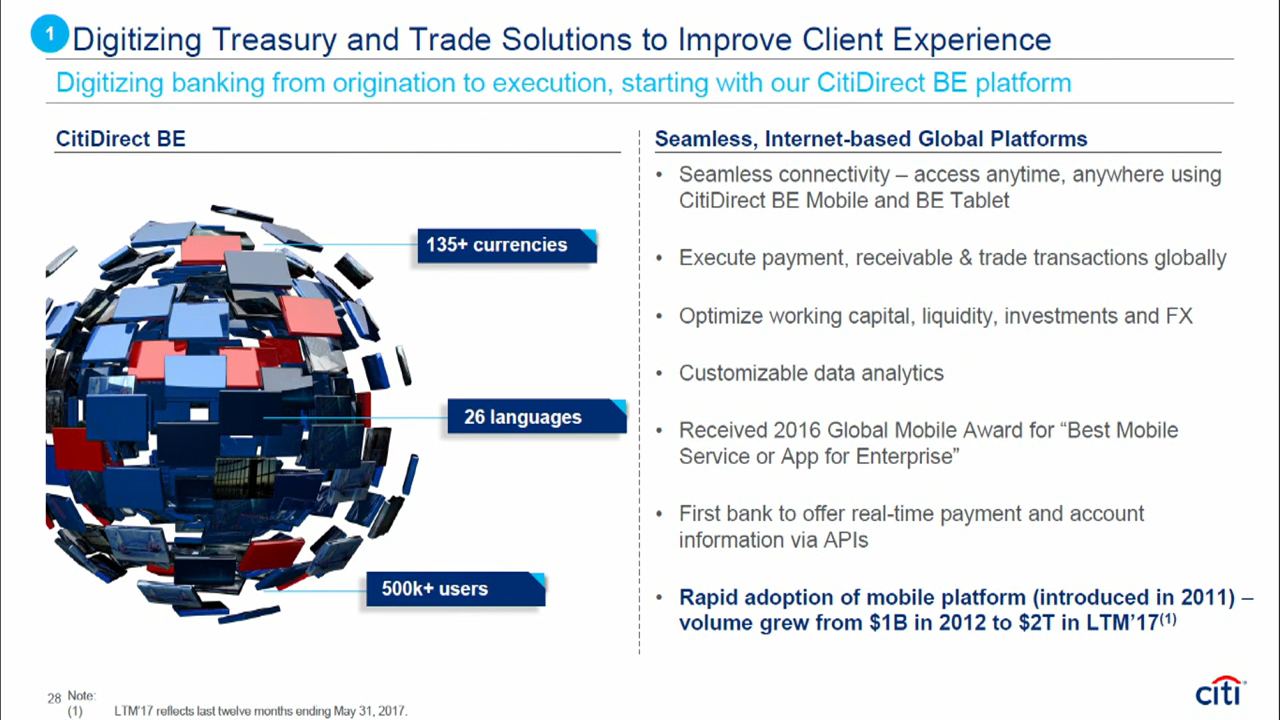 1
Digitizing Treasury and Trade Solutions to Improve Client Experience
Digitizing banking from origination to execution, starting with our CitiDirect BE platform
CitiDirect BE
135+ currencies
26 languages
500k+ users
Seamless, Internet-based Global Platforms
• Seamless connectivity – access anytime, anywhere using
CitiDirect BE Mobile and BE Tablet
• Execute payment, receivable & trade transactions globally
• Optimize working capital, liquidity, investments and FX
• Customizable data analytics
• Received 2016 Global Mobile Award for “Best Mobile
Service or App for Enterprise”
• First bank to offer real-time payment and account
information via APIs
• Rapid adoption of mobile platform (introduced in 2011) –
volume grew from $1B in 2012 to $2T in LTM’17(1)
28 Note:
(1) LTM'17 reflects last twelve months ending May 31, 2017.
citi